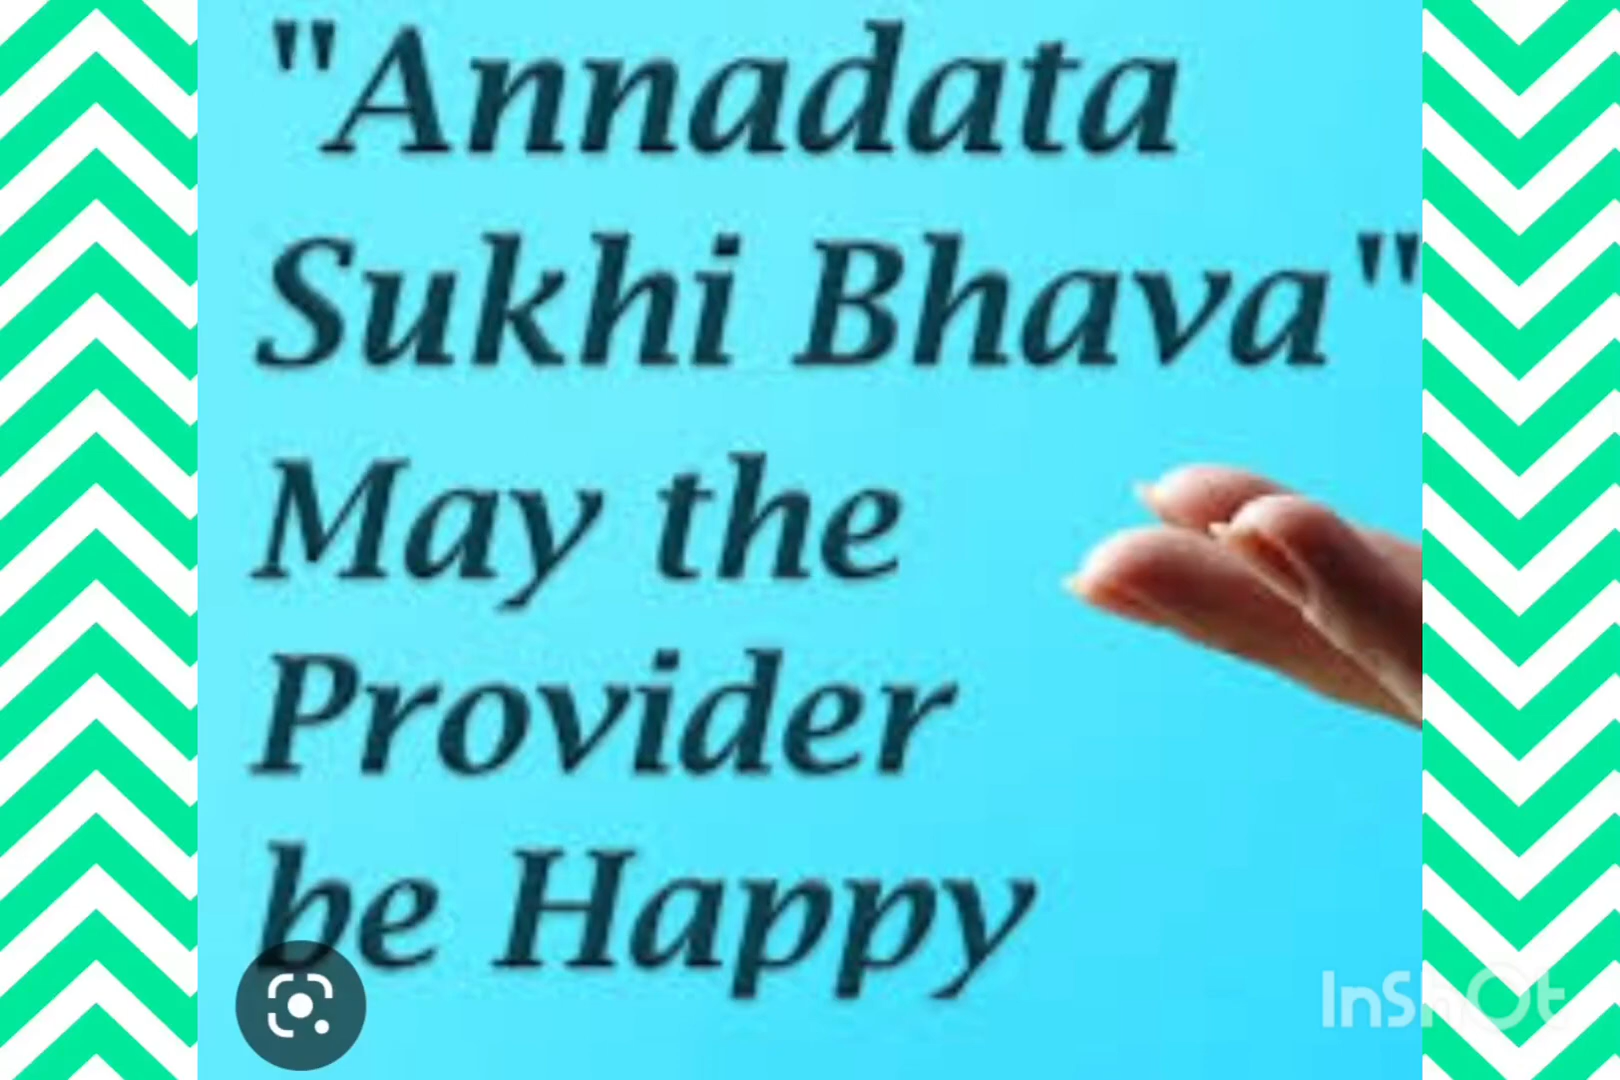 "Annadata
Sukhi Bhava"
May the
Provider
be Happy
InShOt